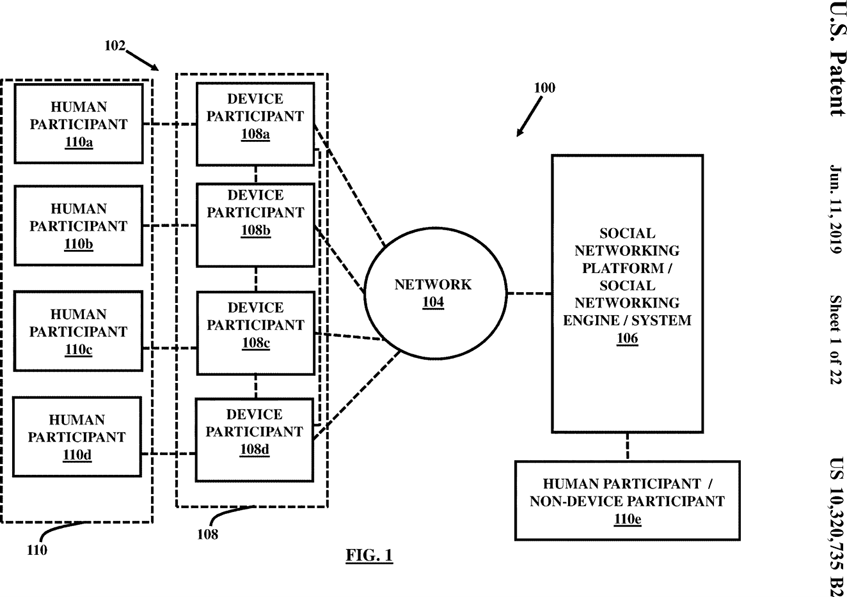 U.S. Patent
Jun. 11, 2019
Sheet 1 of 22
US 10,320,735 B2
102
100
HUMAN
PARTICIPANT
110a
HUMAN
PARTICIPANT
110b
HUMAN
PARTICIPANT
110c
HUMAN
PARTICIPANT
110d
110
DEVICE
PARTICIPANT
108a
DEVICE
PARTICIPANT
108b
DEVICE
PARTICIPANT
108c
DEVICE
PARTICIPANT
108d
108
NETWORK
104
SOCIAL
NETWORKING
PLATFORM /
SOCIAL
NETWORKING
ENGINE / SYSTEM
106
HUMAN PARTICIPANT /
NON-DEVICE PARTICIPANT
110e
FIG. 1